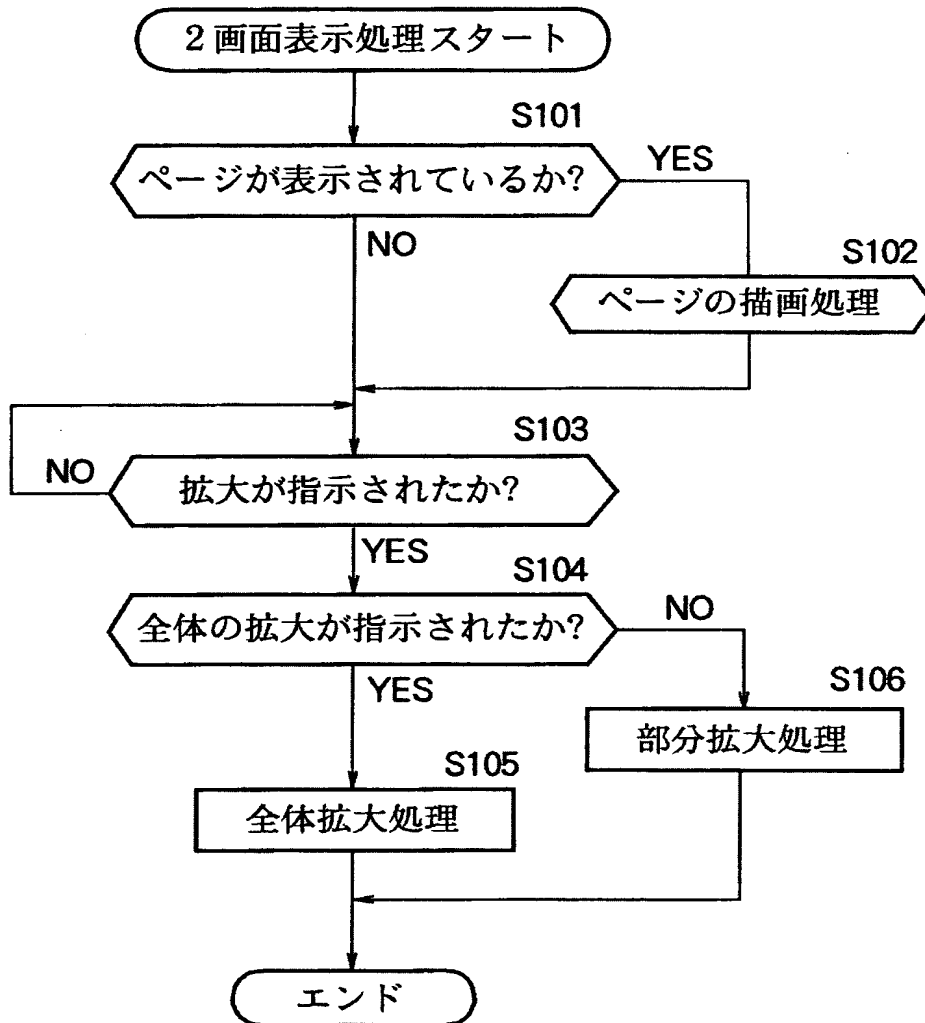 2画面表示処理スタート
S101
ページが表示されているか?
YES
NO
S102
ページの描画処理
S103
拡大が指示されたか?
NO
YES
S104
全体の拡大が指示されたか?
NO
YES
S106
部分拡大処理
S105
全体拡大処理
エンド